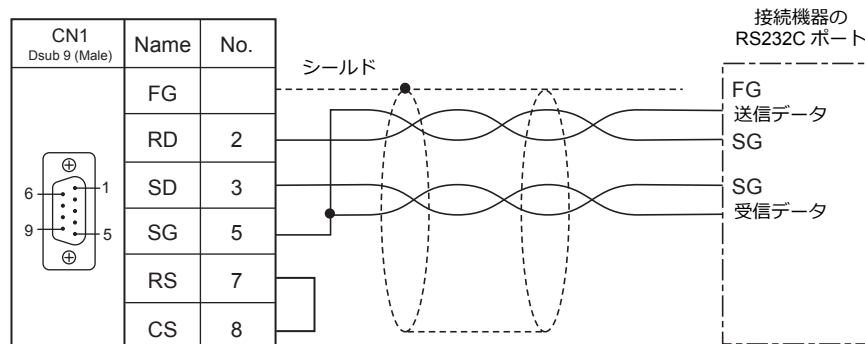 接続機器の
RS232C ポート
CN1
Dsub 9 (Male)
Name
No.
シールド
FG
FG
送信データ
RD
2
SG
6
1
SD
3
SG
9
5
SG
5
受信データ
RS
7
CS
8